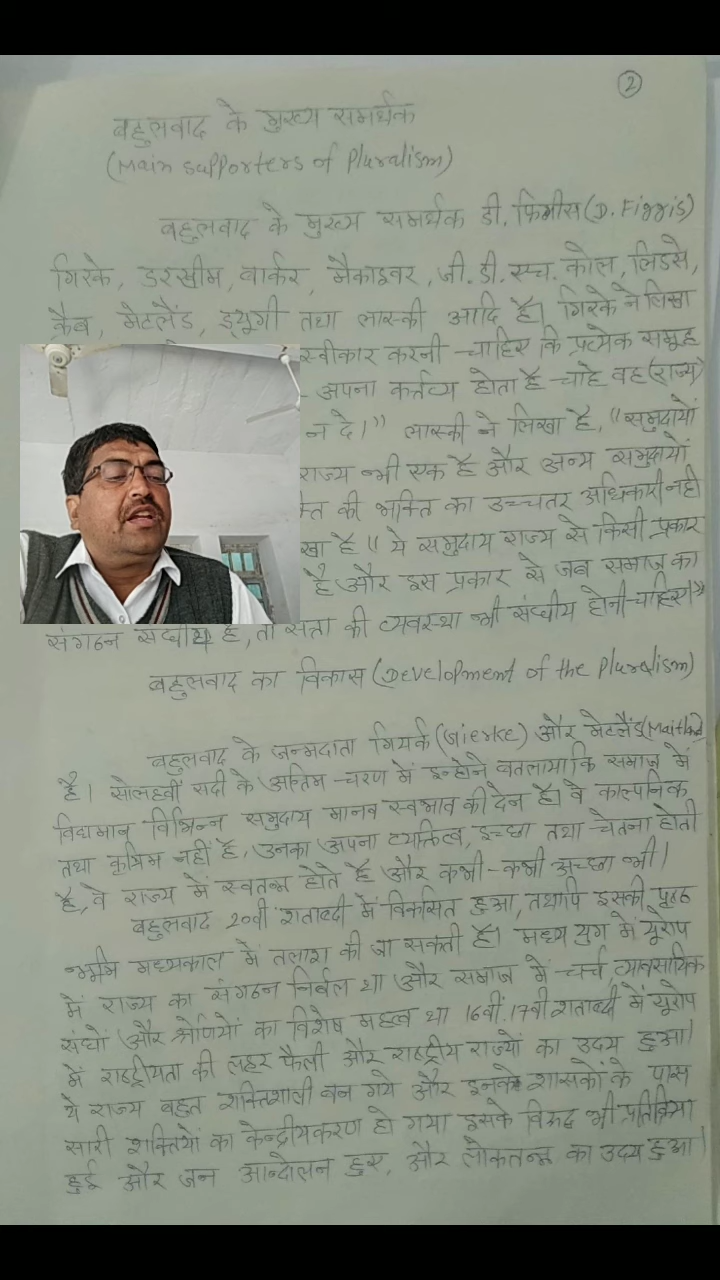 2
बहुलवाद के मुख्य समर्थक
(Main supporters of Pluralism)
बहुलवाद के मुख्य समर्थक डी. फिगीस (D. Figgis)
गिरके, डरखीम, बार्कर, मैकाइवर, जी. डी. एच. कोल, लिंडसे,
क्रैब, मेटलैंड, ड्यूगी तथा लास्की आदि है। गिरके ने लिखा
स्वीकार करनी चाहिए कि प्रत्येक समूह
अपना कर्तव्य होता है चाहे वह (राज्य)
न दे।" लास्की ने लिखा है, "समुदायों
राज्य भी एक है और अन्य समुदायों
की भक्ति का उच्चतर अधिकारी नहीं
खा है "ये समुदाय राज्य से किसी प्रकार
है और इस प्रकार से जब समाज का
संगठन संघीय है, तो सत्ता की व्यवस्था भी संघीय होनी चाहिए।"
बहुलवाद का विकास (Development of the Pluralism)
बहुलवाद के जन्मदाता गियर्क (Gierke) और मेटलैंड (Maitland)
है। सोलहवीं सदी के अन्तिम चरण में इन्होने बतलाया कि समाज में
विद्यमान विभिन्न समुदाय मानव स्वभाव की देन है। वे काल्पनिक
तथा कृत्रिम नहीं है, उनका अपना व्यक्तित्व, इच्छा तथा चेतना होती
है, वे राज्य में स्वतन्त्र होते है और कभी-कभी अच्छा भी।
बहुलवाद 20वीं शताब्दी में विकसित हुआ, तथापि इसकी पृष्ठ
भूमि मध्यकाल में तलाश की जा सकती है। मध्य युग में यूरोप
में राज्य का संगठन निर्बल था और समाज में चर्च व्यावसायिक
संघों और श्रेणियों का विशेष महत्व था 16वीं, 17वीं शताब्दी में यूरोप
में राष्ट्रीयता की लहर फैली और राष्ट्रीय राज्यों का उदय हुआ।
ये राज्य बहुत शक्तिशाली बन गये और इनके शासकों के पास
सारी शक्तियों का केन्द्रीयकरण हो गया इसके विरुद्ध भी प्रतिक्रिया
हुई और जन आन्दोलन हुए, और लोकतन्त्र का उदय हुआ।